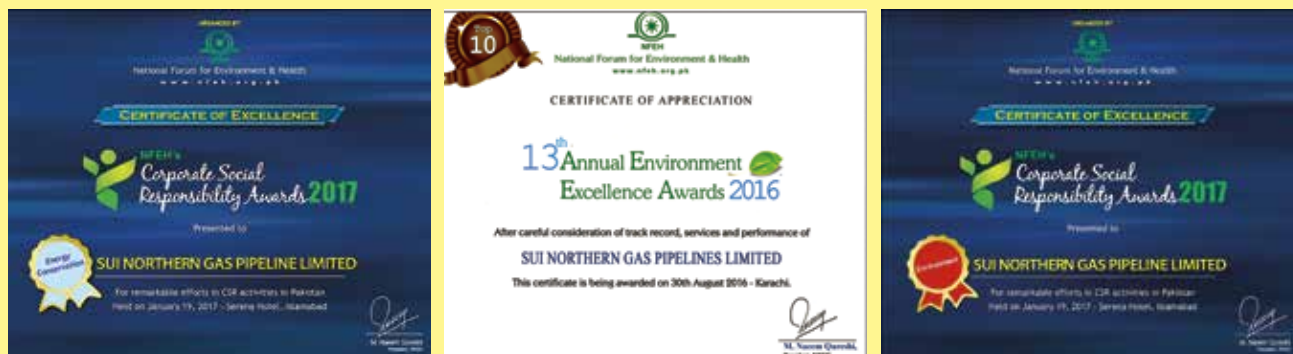 ORGANIZED BY
National Forum for Environment & Health
www.nfeh.org.pk
CERTIFICATE OF EXCELLENCE
NFEH's
Corporate Social
Responsibility Awards 2017
Presented to
Energy
Conservation
SUI NORTHERN GAS PIPELINE LIMITED
For remarkable efforts in CSR activities in Pakistan
Held on January 19, 2017 - Serena Hotel, Islamabad
M. Naeem Qureshi
Top
10
NFEH
National Forum for Environment & Health
www.nfeh.org.pk
CERTIFICATE OF APPRECIATION
13th Annual Environment
Excellence Awards 2016
After careful consideration of track record, services and performance of
SUI NORTHERN GAS PIPELINES LIMITED
This certificate is being awarded on 30th August 2016 - Karachi.
M. Naeem Qureshi,
ORGANIZED BY
National Forum for Environment & Health
www.nfeh.org.pk
CERTIFICATE OF EXCELLENCE
NFEH's
Corporate Social
Responsibility Awards 2017
Presented to
Environment
SUI NORTHERN GAS PIPELINE LIMITED
For remarkable efforts in CSR activities in Pakistan
Held on January 19, 2017 - Serena Hotel, Islamabad
M. Naeem Qureshi